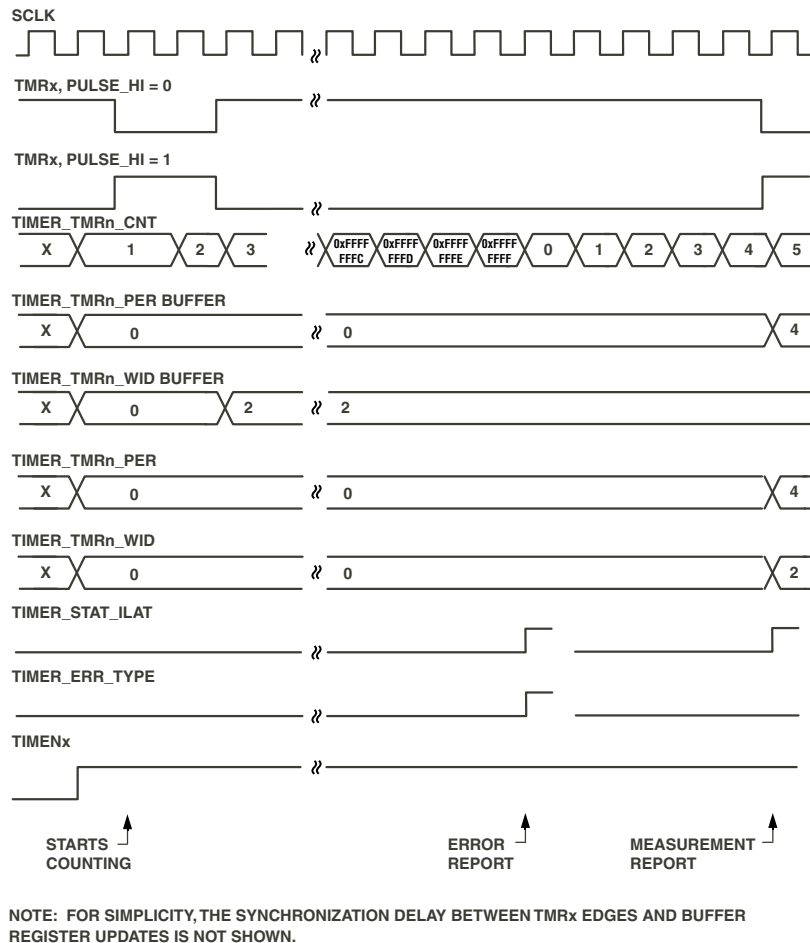 SCLK
TMRx, PULSE_HI = 0
TMRx, PULSE_HI = 1
TIMER_TMRn_CNT
X 1 2 3 0xFFFF FFFC 0xFFFF FFFD 0xFFFF FFFE 0xFFFF FFFF 0 1 2 3 4 5
TIMER_TMRn_PER BUFFER
X 0 0 4
TIMER_TMRn_WID BUFFER
X 0 2 2
TIMER_TMRn_PER
X 0 0 4
TIMER_TMRn_WID
X 0 0 2
TIMER_STAT_ILAT
TIMER_ERR_TYPE
TIMENx
STARTS COUNTING
ERROR REPORT
MEASUREMENT REPORT
NOTE: FOR SIMPLICITY, THE SYNCHRONIZATION DELAY BETWEEN TMRx EDGES AND BUFFER
REGISTER UPDATES IS NOT SHOWN.